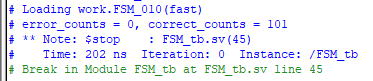 # Loading work.FSM_010(fast)
# error_counts = 0, correct_counts = 101
# ** Note: $stop    : FSM_tb.sv(45)
#    Time: 202 ns  Iteration: 0  Instance: /FSM_tb
# Break in Module FSM_tb at FSM_tb.sv line 45